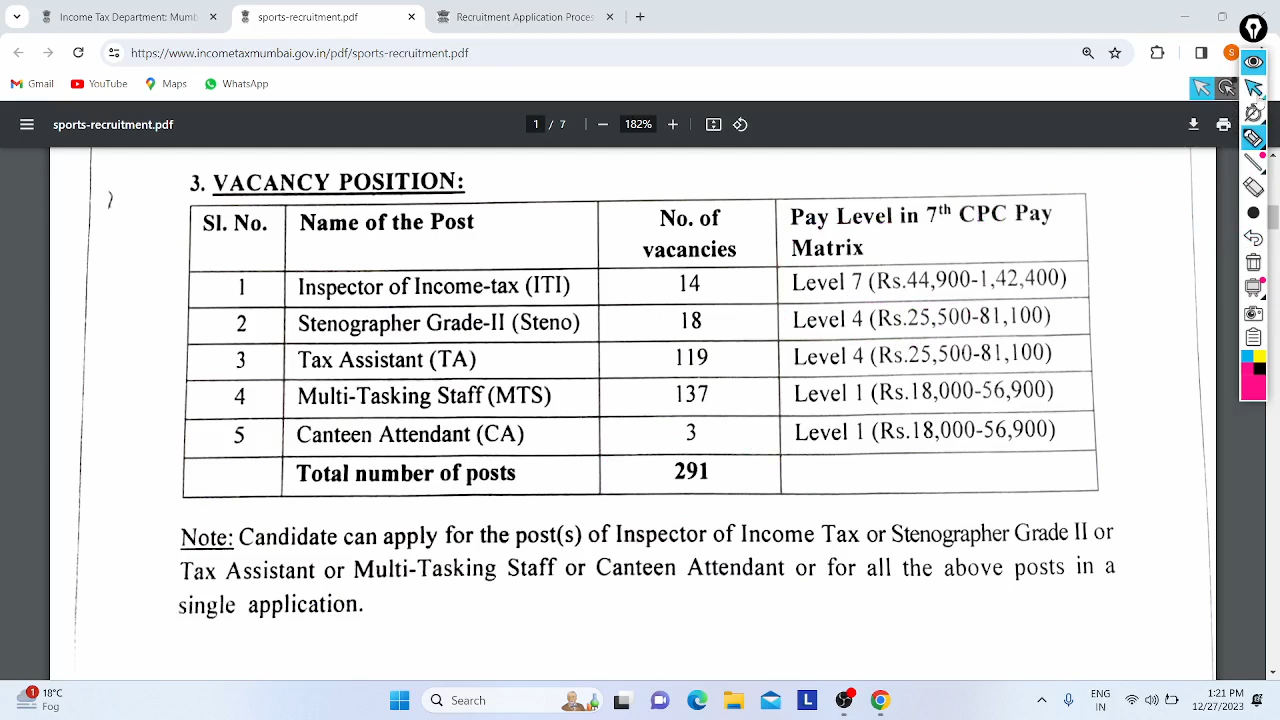 Income Tax Department: Mumb
sports-recruitment.pdf
Recruitment Application Proces
https://www.incometaxmumbai.gov.in/pdf/sports-recruitment.pdf
S
Gmail
YouTube
Maps
WhatsApp
sports-recruitment.pdf
1 / 7
182%
3. VACANCY POSITION:
Sl. No. Name of the Post No. of vacancies Pay Level in 7th CPC Pay Matrix
1 Inspector of Income-tax (ITI) 14 Level 7 (Rs.44,900-1,42,400)
2 Stenographer Grade-II (Steno) 18 Level 4 (Rs.25,500-81,100)
3 Tax Assistant (TA) 119 Level 4 (Rs.25,500-81,100)
4 Multi-Tasking Staff (MTS) 137 Level 1 (Rs.18,000-56,900)
5 Canteen Attendant (CA) 3 Level 1 (Rs.18,000-56,900)
Total number of posts 291
Note: Candidate can apply for the post(s) of Inspector of Income Tax or Stenographer Grade II or
Tax Assistant or Multi-Tasking Staff or Canteen Attendant or for all the above posts in a
single application.
1
18°C
Fog
Search
L
ENG
IN
1:21 PM
12/27/2023